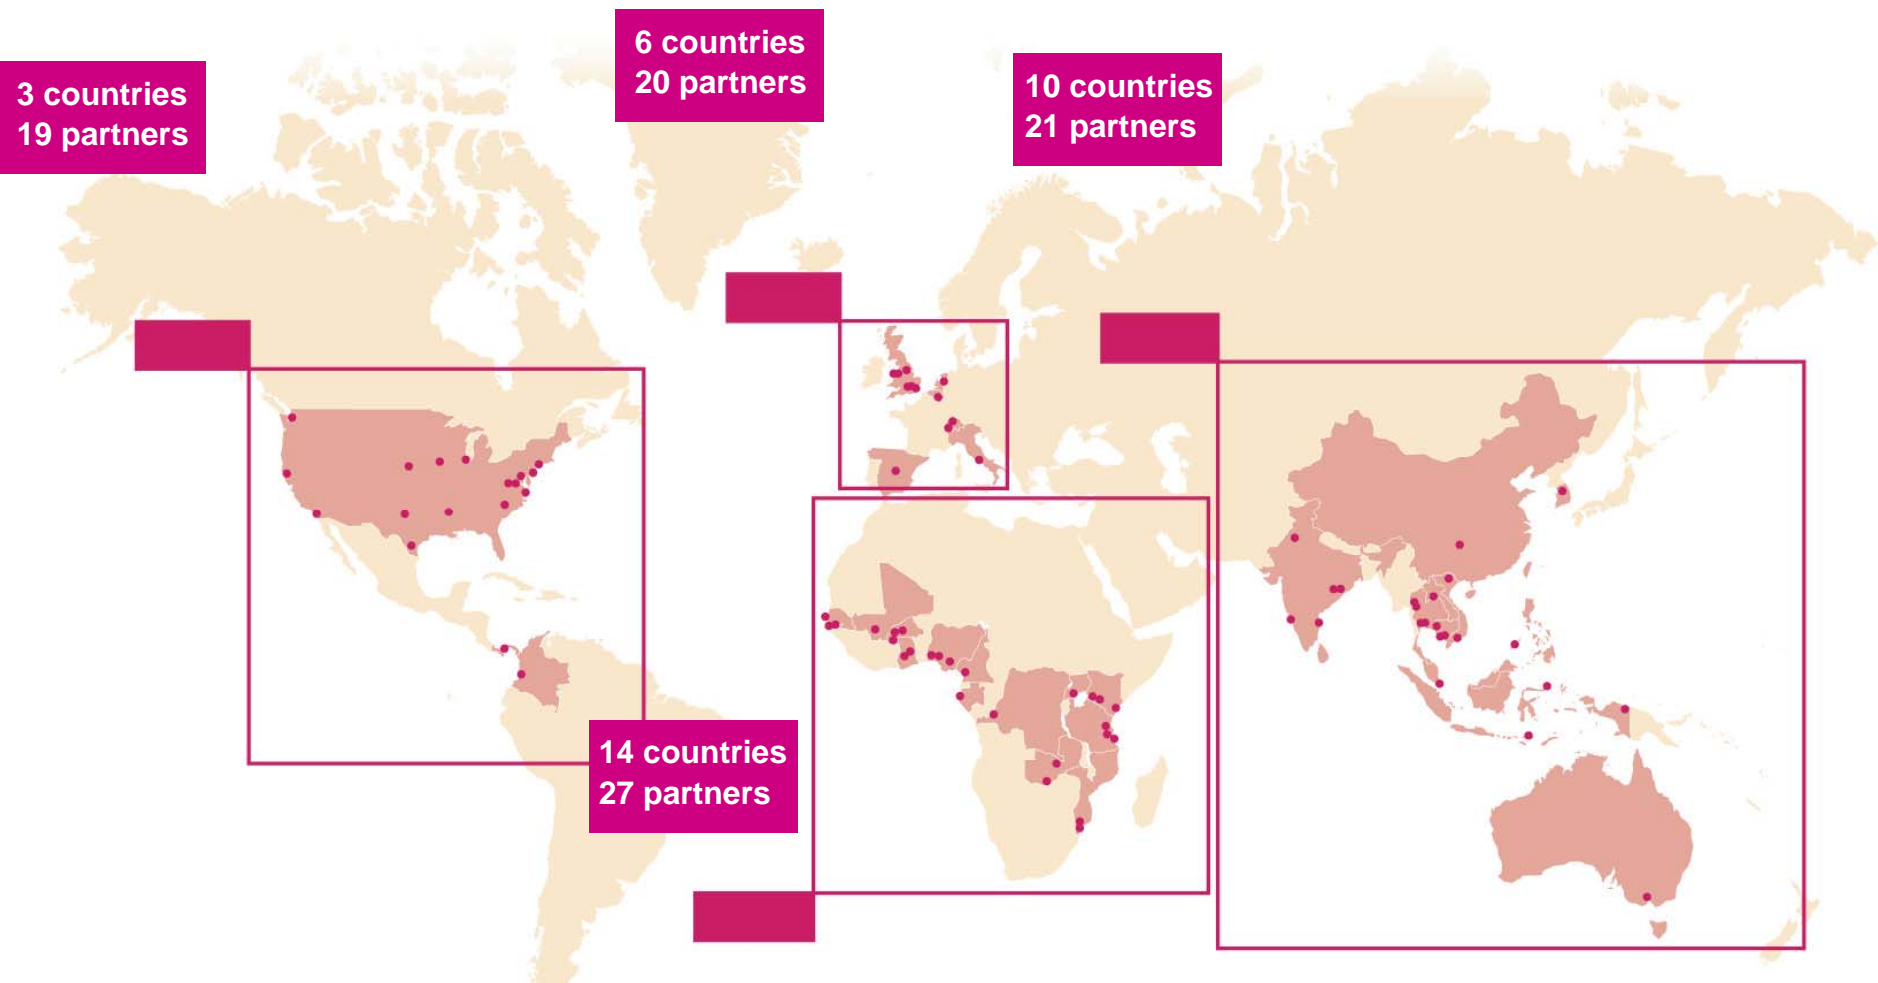 3 countries
19 partners
6 countries
20 partners
10 countries
21 partners
14 countries
27 partners